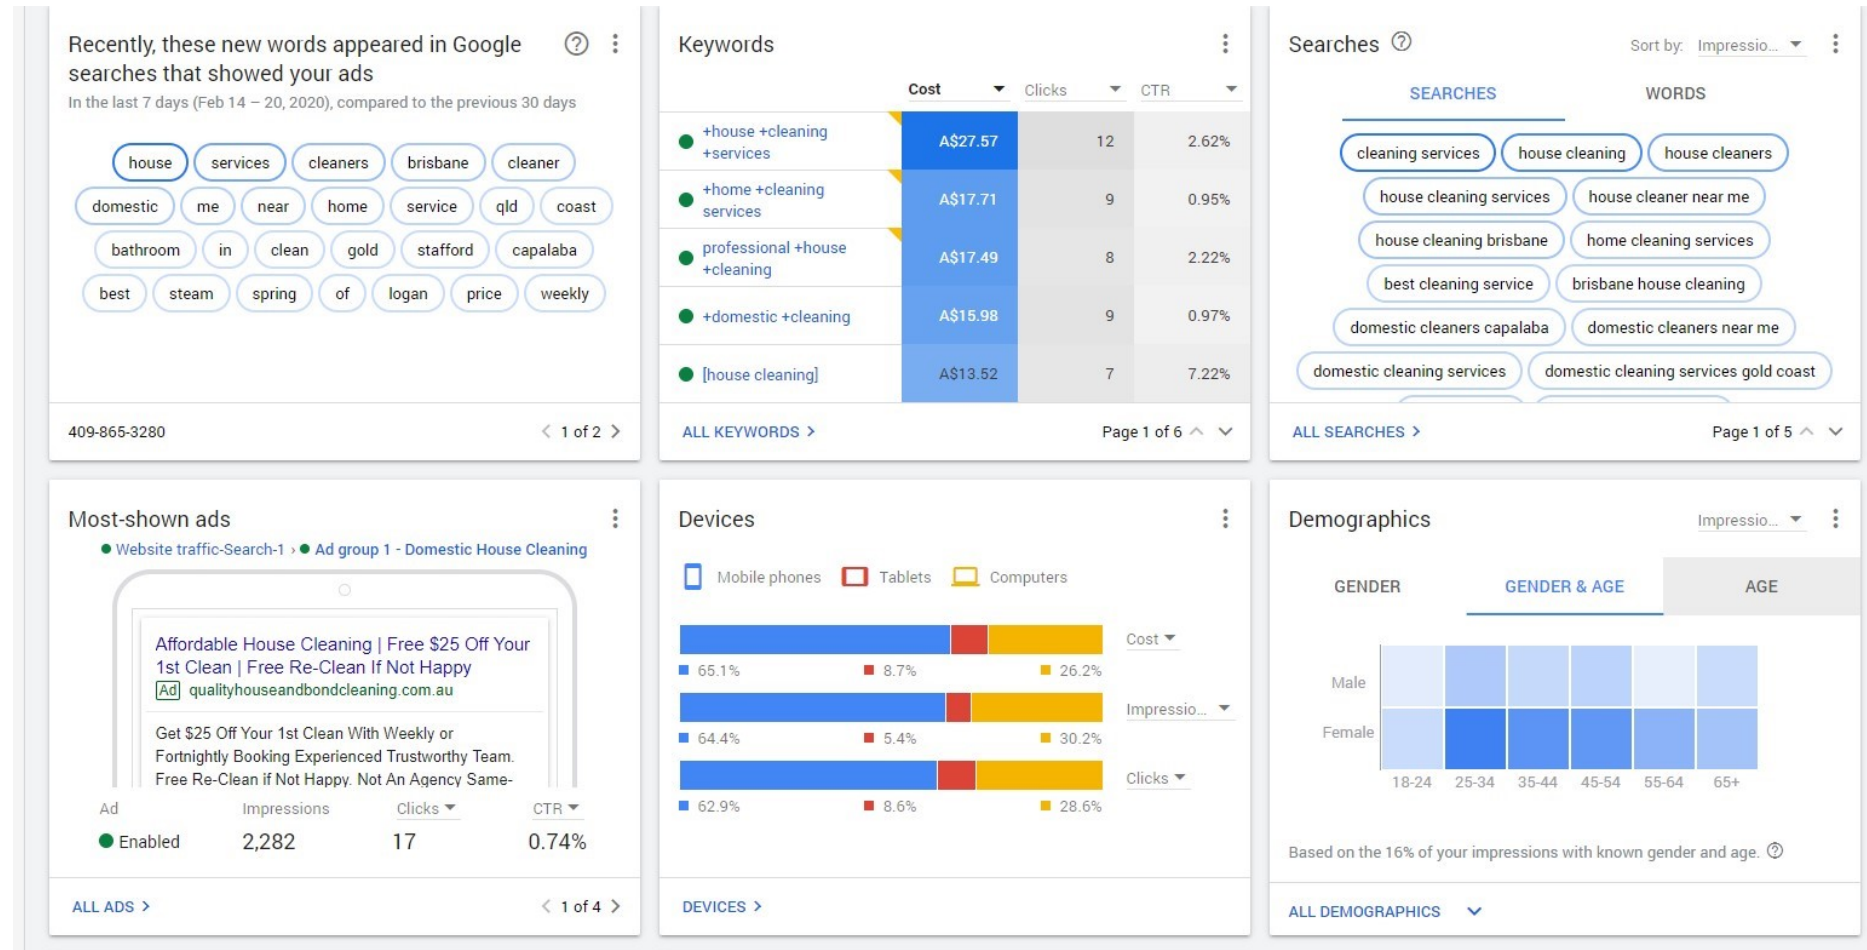 Recently, these new words appeared in Google
searches that showed your ads
In the last 7 days (Feb 14 – 20, 2020), compared to the previous 30 days
house services cleaners brisbane cleaner
domestic me near home service qld coast
bathroom in clean gold stafford capalaba
best steam spring of logan price weekly
409-865-3280
1 of 2
Keywords
Cost Clicks CTR
+house +cleaning
+services
A$27.57 12 2.62%
+home +cleaning
services
A$17.71 9 0.95%
professional +house
+cleaning
A$17.49 8 2.22%
+domestic +cleaning A$15.98 9 0.97%
[house cleaning] A$13.52 7 7.22%
ALL KEYWORDS
Page 1 of 6
Searches
Sort by: Impressio...
SEARCHES WORDS
cleaning services house cleaning house cleaners
house cleaning services house cleaner near me
house cleaning brisbane home cleaning services
best cleaning service brisbane house cleaning
domestic cleaners capalaba domestic cleaners near me
domestic cleaning services domestic cleaning services gold coast
ALL SEARCHES
Page 1 of 5
Most-shown ads
Website traffic-Search-1 › Ad group 1 - Domestic House Cleaning
Affordable House Cleaning | Free $25 Off Your
1st Clean | Free Re-Clean If Not Happy
Ad qualityhouseandbondcleaning.com.au
Get $25 Off Your 1st Clean With Weekly or
Fortnightly Booking Experienced Trustworthy Team.
Free Re-Clean if Not Happy. Not An Agency Same-
Ad Impressions Clicks CTR
Enabled 2,282 17 0.74%
ALL ADS
1 of 4
Devices
Mobile phones Tablets Computers
Cost
65.1% 8.7% 26.2%
Impressio...
64.4% 5.4% 30.2%
Clicks
62.9% 8.6% 28.6%
DEVICES
Demographics
Impressio...
GENDER GENDER & AGE AGE
Male
Female
18-24 25-34 35-44 45-54 55-64 65+
Based on the 16% of your impressions with known gender and age.
ALL DEMOGRAPHICS